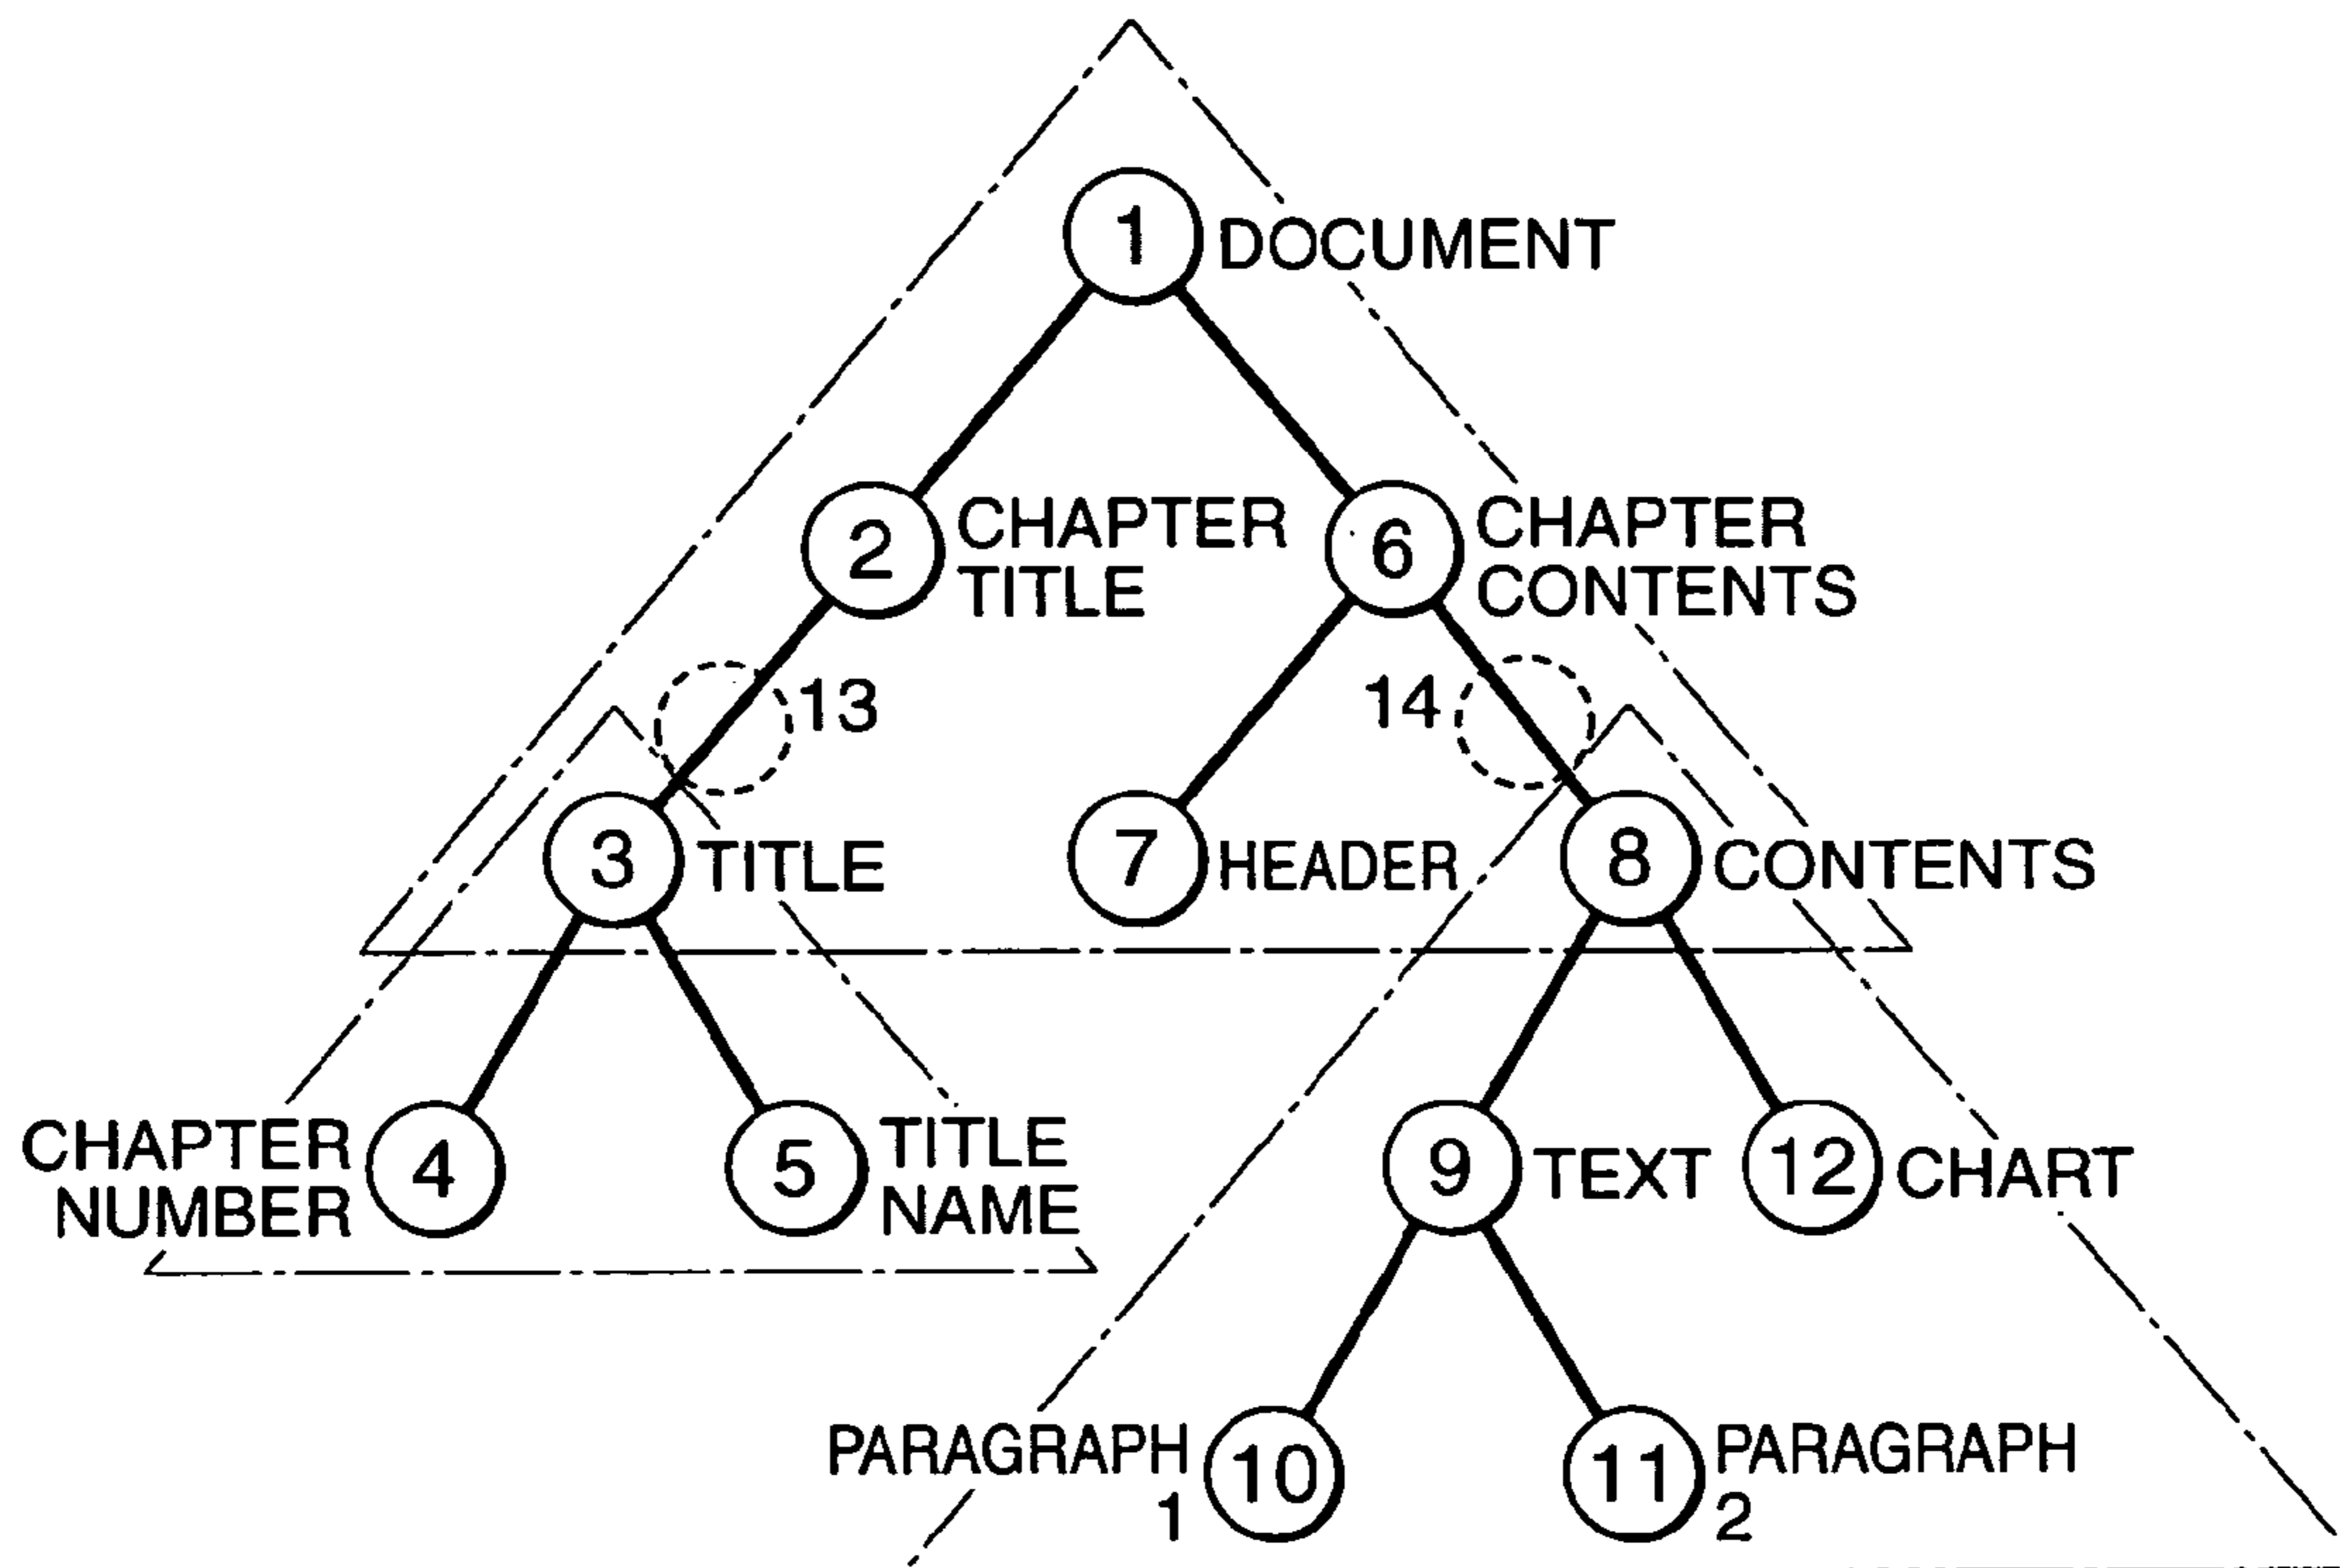 1 DOCUMENT
2 CHAPTER
TITLE
6 CHAPTER
CONTENTS
13
14
3 TITLE
7 HEADER
8 CONTENTS
CHAPTER
NUMBER
4
5 TITLE
NAME
9 TEXT
12 CHART
PARAGRAPH
1
10
11 PARAGRAPH
2